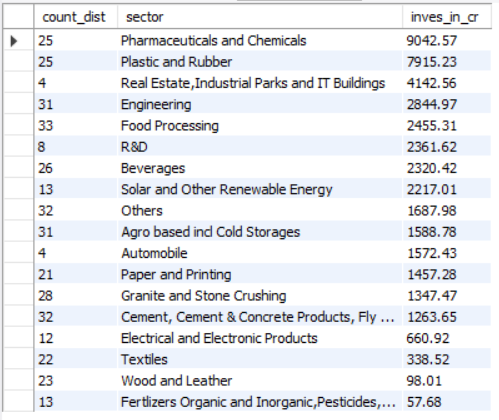 count_dist sector inves_in_cr
25 Pharmaceuticals and Chemicals 9042.57
25 Plastic and Rubber 7915.23
4 Real Estate,Industrial Parks and IT Buildings 4142.56
31 Engineering 2844.97
33 Food Processing 2455.31
8 R&D 2361.62
26 Beverages 2320.42
13 Solar and Other Renewable Energy 2217.01
32 Others 1687.98
31 Agro based incl Cold Storages 1588.78
4 Automobile 1572.43
21 Paper and Printing 1457.28
28 Granite and Stone Crushing 1347.47
32 Cement, Cement & Concrete Products, Fly ... 1263.65
12 Electrical and Electronic Products 660.92
22 Textiles 338.52
23 Wood and Leather 98.01
13 Fertlizers Organic and Inorganic,Pesticides,... 57.68